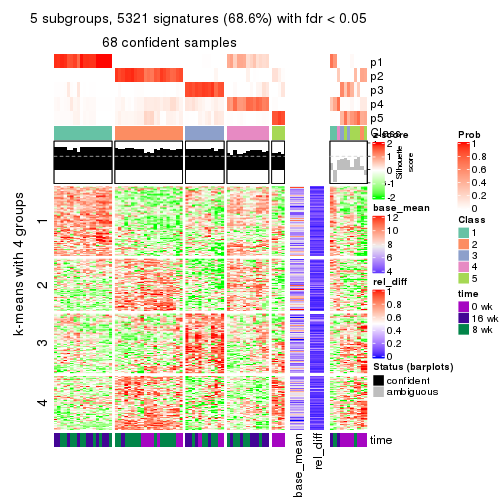 5 subgroups, 5321 signatures (68.6%) with fdr < 0.05
68 confident samples
p1
p2
p3
p4
p5
Class
k-means with 4 groups
1
2
3
4
time
base_mean
rel_diff
z-score
2
1
0
-1
-2
Silhouette
score
base_mean
12
10
8
6
4
rel_diff
1
0.8
0.6
0.4
0.2
0
Status (barplots)
confident
ambiguous
Prob
1
0.8
0.6
0.4
0.2
0
Class
1
2
3
4
5
time
0 wk
16 wk
8 wk